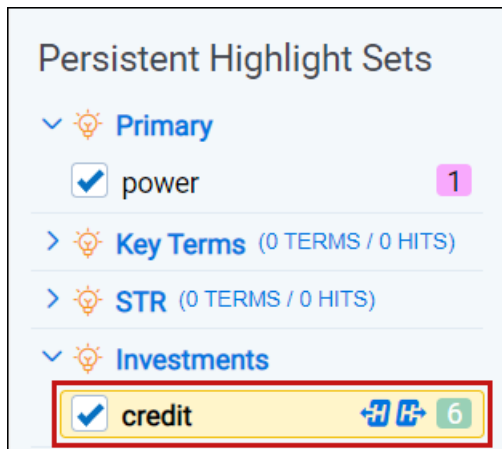 Persistent Highlight Sets
Primary
power 1
Key Terms (0 TERMS / 0 HITS)
STR (0 TERMS / 0 HITS)
Investments
credit H H 6